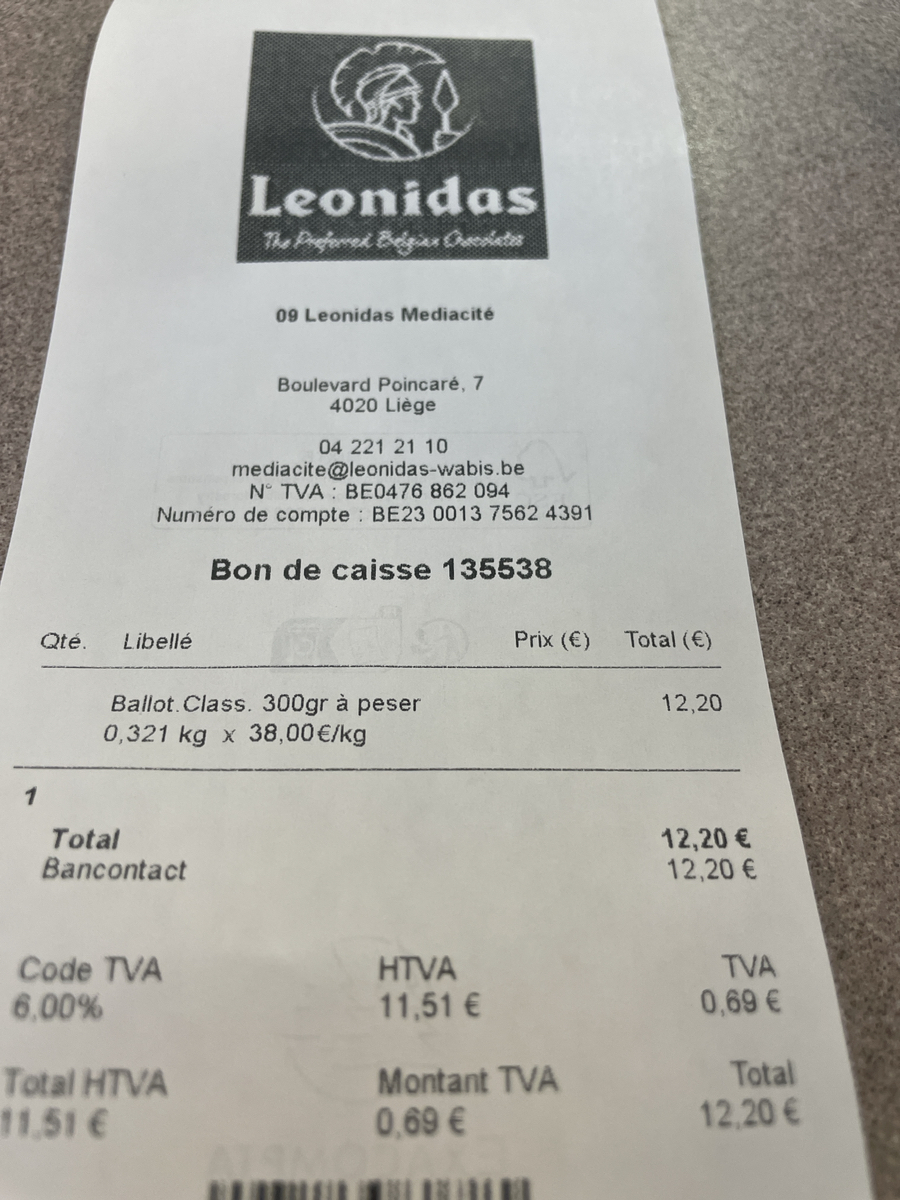 Leonidas
The Preferred Belgian Chocolates
09 Leonidas Mediacité
Boulevard Poincaré, 7
4020 Liège
04 221 21 10
mediacite@leonidas-wabis.be
N° TVA : BE0476 862 094
Numéro de compte : BE23 0013 7562 4391
Bon de caisse 135538
Qté. Libellé Prix (€) Total (€)
Ballot.Class. 300gr à peser 12,20
0,321 kg x 38,00€/kg
1
Total 12,20 €
Bancontact 12,20 €
Code TVA HTVA TVA
6,00% 11,51 € 0,69 €
Total HTVA Montant TVA Total
11,51 € 0,69 € 12,20 €